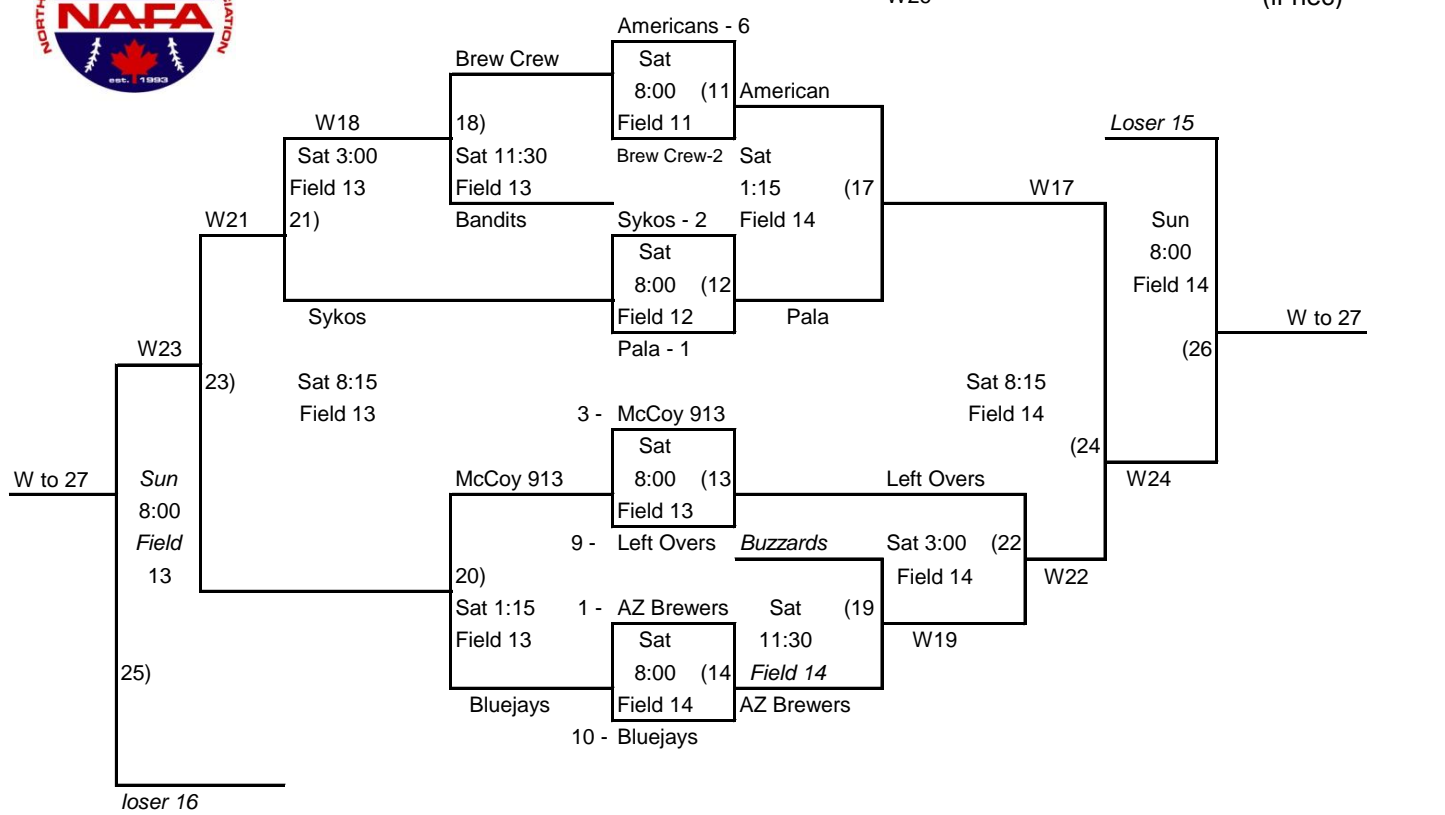 W26 (if nec)
NORTH NAFA CIATION
est. 1993
Americans - 6
Brew Crew Sat
8:00 (11 American
W18 18) Field 11 Loser 15
Sat 3:00 Sat 11:30 Brew Crew-2 Sat
Field 13 Field 13 1:15 (17 W17
W21 21) Bandits Sykos - 2 Field 14 Sun
Sat 8:00
8:00 (12 Field 14
Sykos Field 12 Pala W to 27
W23 Pala - 1 (26
23) Sat 8:15 Sat 8:15
Field 13 3 - McCoy 913 Field 14
Sat (24
W to 27 Sun McCoy 913 8:00 (13 Left Overs W24
8:00 Field 13
Field 9 - Left Overs Buzzards Sat 3:00 (22
13 20) Field 14 W22
Sat 1:15 1 - AZ Brewers Sat (19
Field 13 Sat 11:30 W19
25) 8:00 (14 Field 14
Bluejays Field 14 AZ Brewers
10 - Bluejays
loser 16